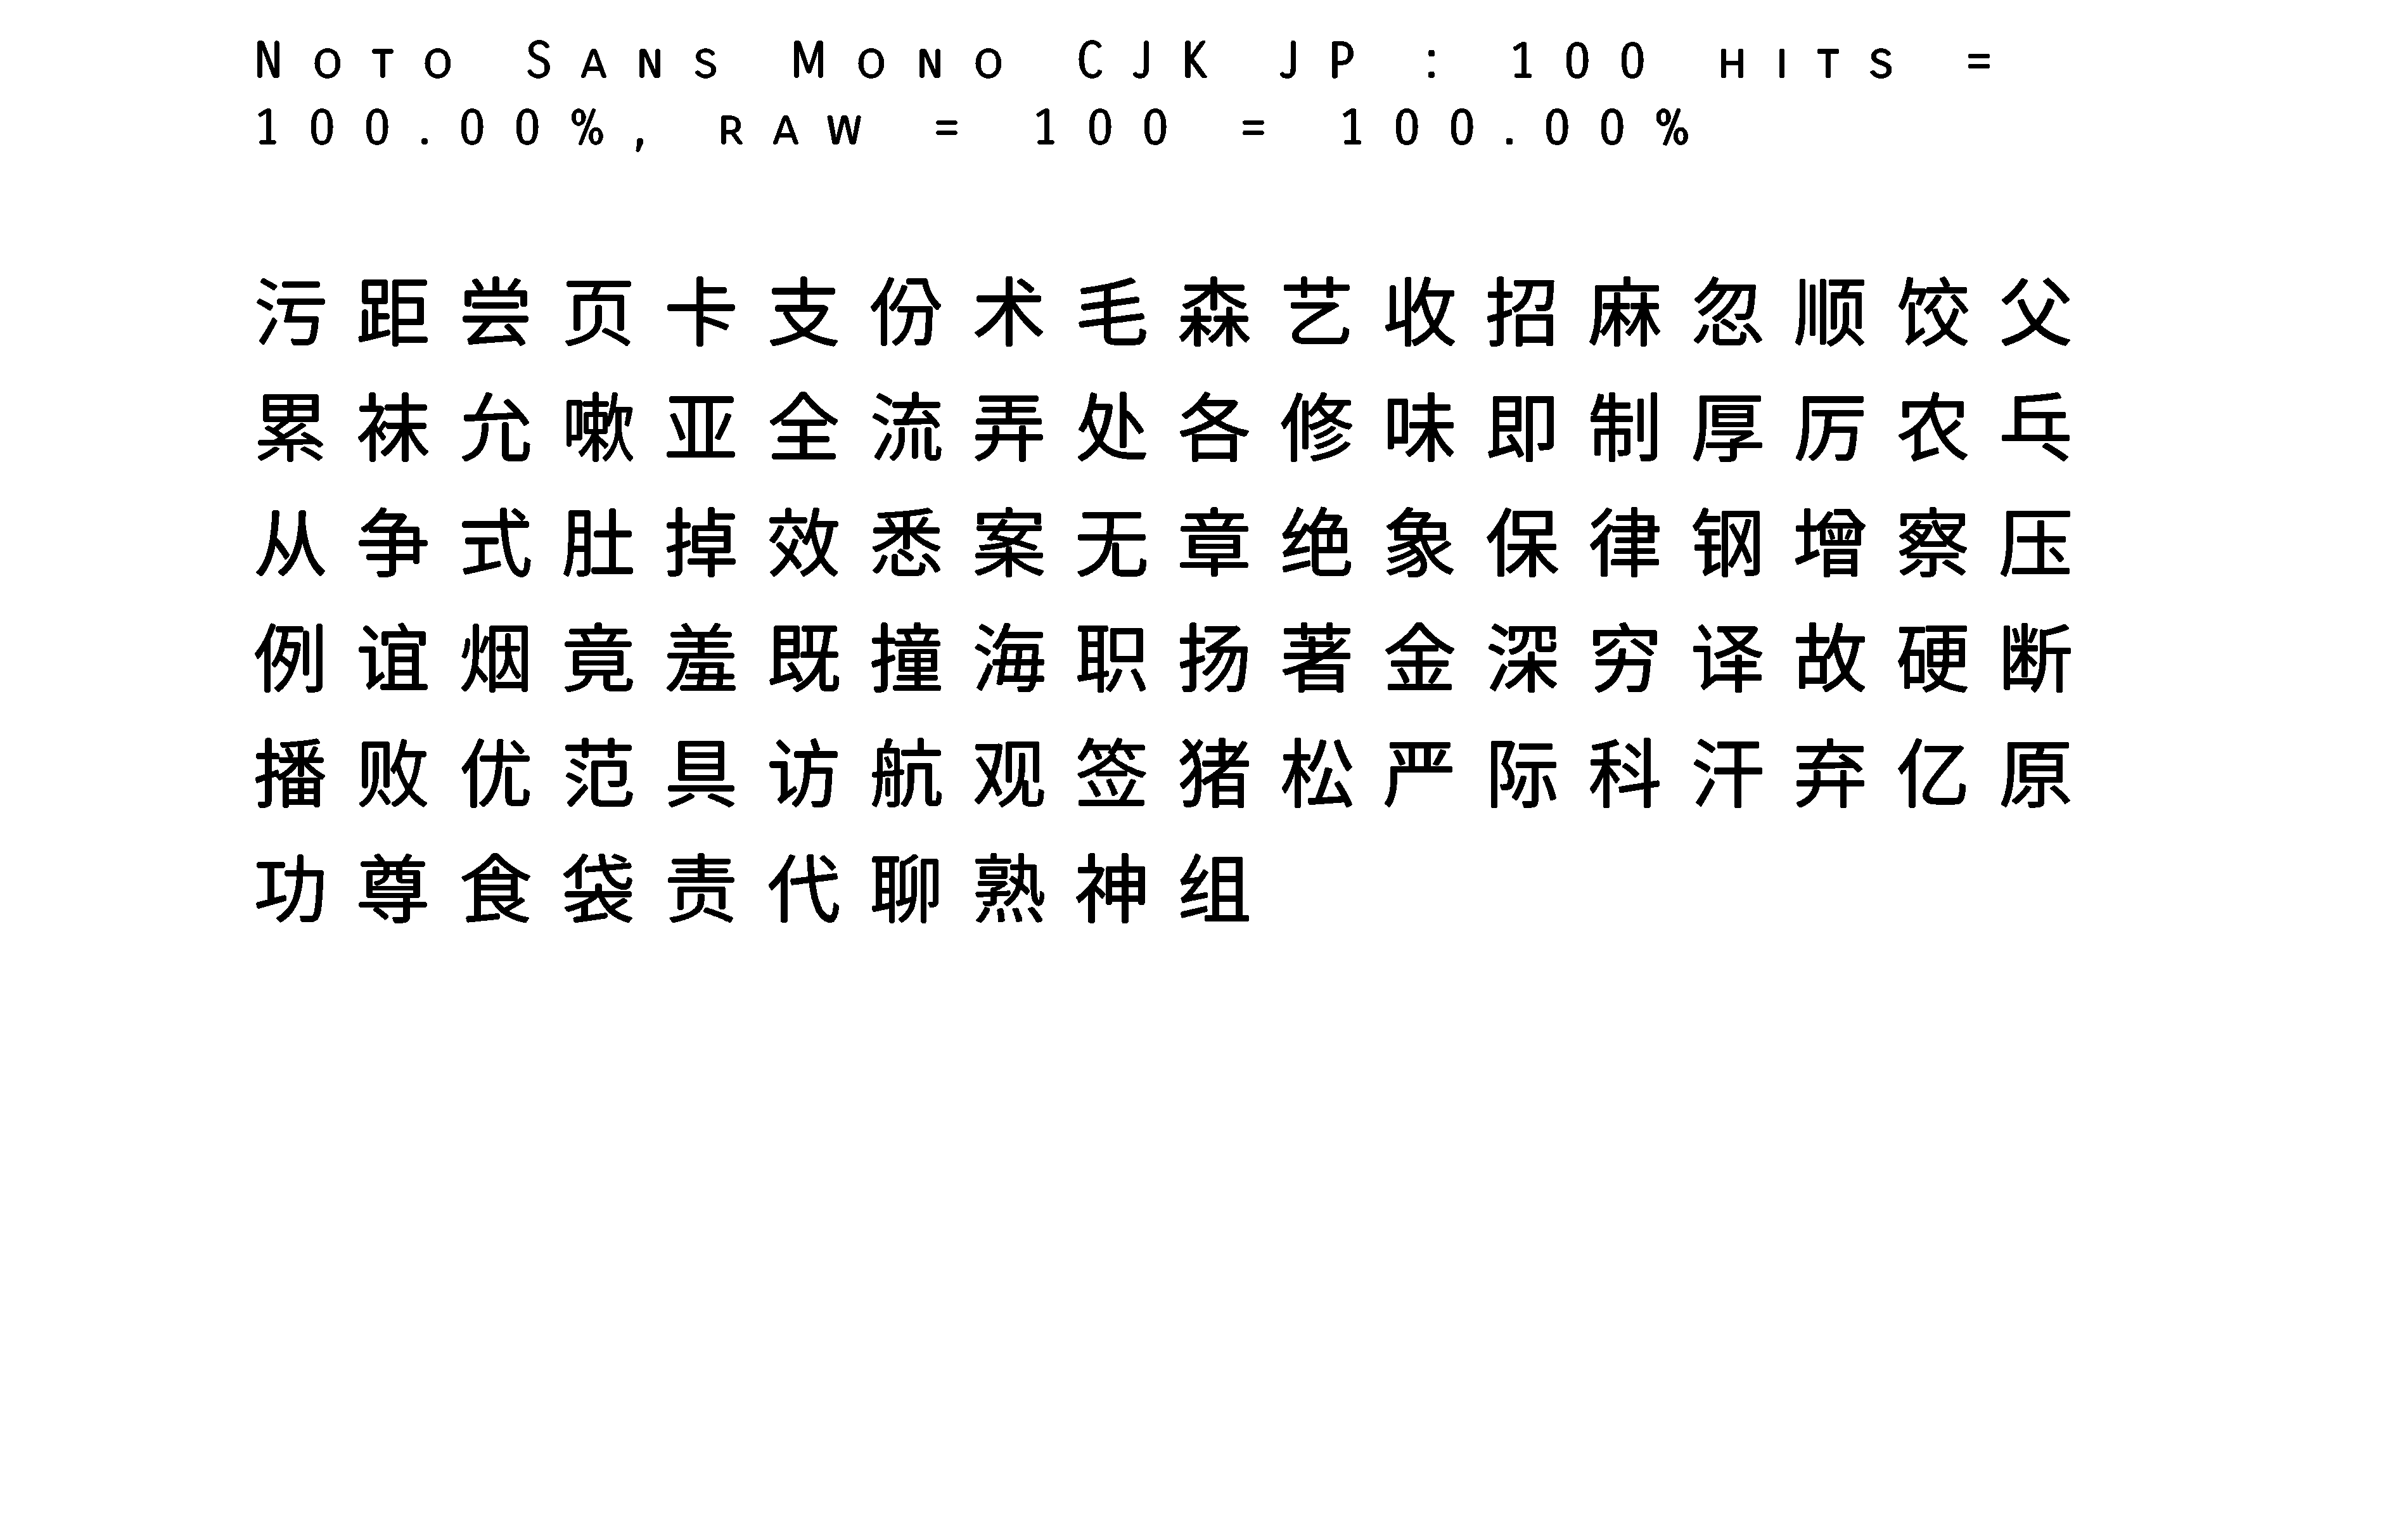 Noto Sans Mono CJK JP : 100 hits =
100.00%, raw = 100 = 100.00%
污距尝页卡支份术毛森艺收招麻忽顺饺父
累袜允嗽亚全流弄处各修味即制厚厉农乓
从争式肚掉效悉案无章绝象保律钢增察压
例谊烟竟羞既撞海职扬著金深穷译故硬断
播败优范具访航观签猪松严际科汗弃亿原
功尊食袋责代聊熟神组